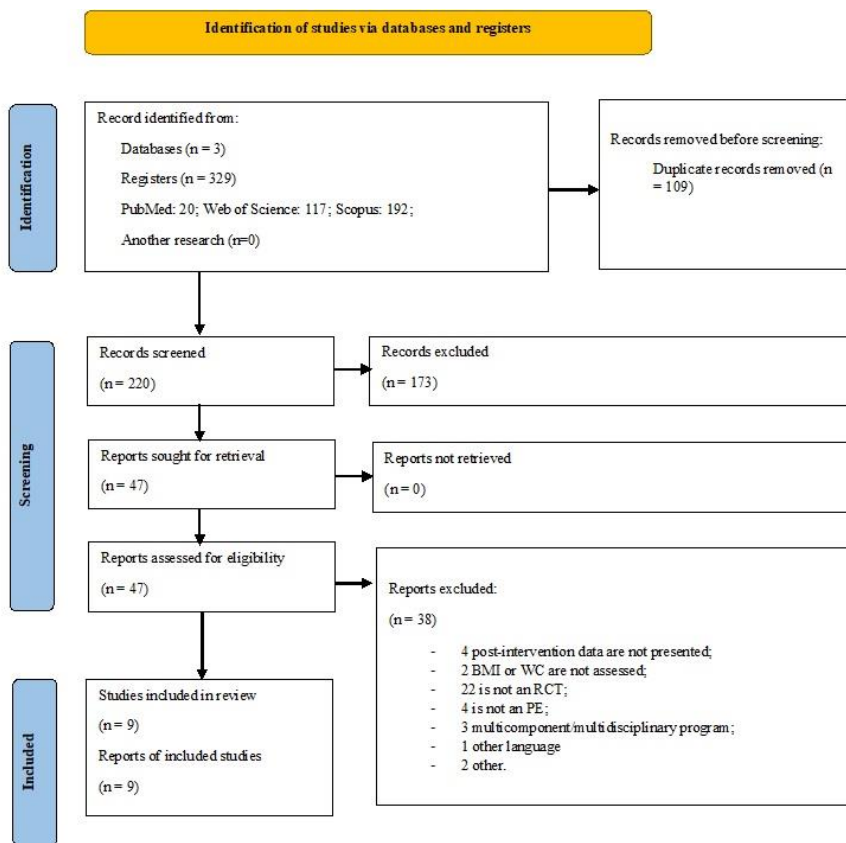 Identification of studies via databases and registers
Identification
Record identified from:
Databases (n = 3)
Registers (n = 329)
PubMed: 20; Web of Science: 117; Scopus: 192;
Another research (n=0)
Records removed before screening:
Duplicate records removed (n
= 109)
Screening
Records screened
(n = 220)
Records excluded
(n = 173)
Reports sought for retrieval
(n = 47)
Reports not retrieved
(n = 0)
Reports assessed for eligibility
(n = 47)
Reports excluded:
(n = 38)
- 4 post-intervention data are not presented;
- 2 BMI or WC are not assessed;
- 22 is not an RCT;
- 4 is not an PE;
- 3 multicomponent/multidisciplinary program;
- 1 other language
- 2 other.
Included
Studies included in review
(n = 9)
Reports of included studies
(n = 9)